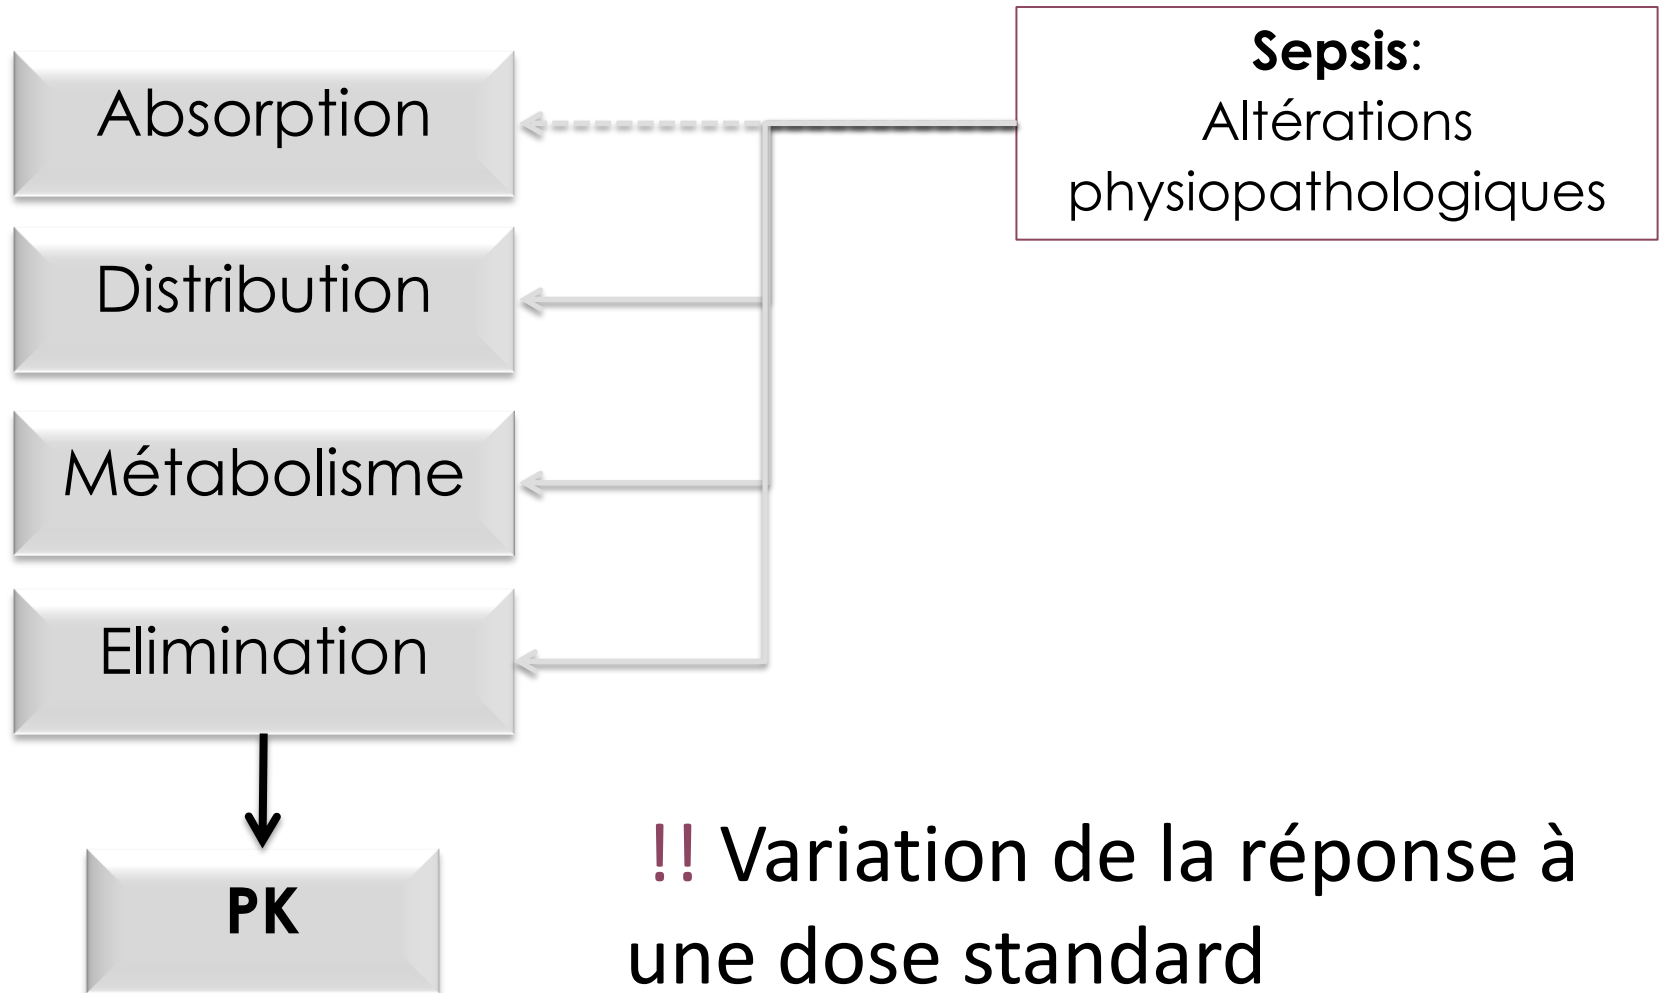 Absorption
Sepsis:
Altérations
physiopathologiques
Distribution
Métabolisme
Elimination
PK
!! Variation de la réponse à
une dose standard